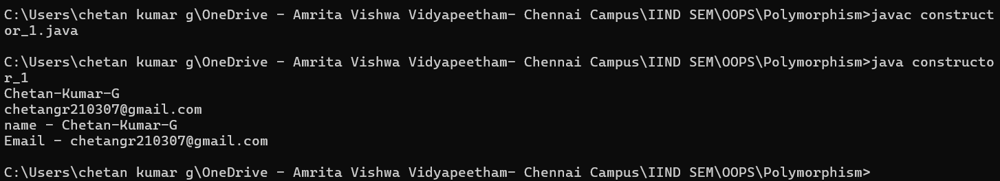 C:\Users\chetan kumar g\OneDrive - Amrita Vishwa Vidyapeetham- Chennai Campus\IIND SEM\OOPS\Polymorphism>javac construct
or_1.java
C:\Users\chetan kumar g\OneDrive - Amrita Vishwa Vidyapeetham- Chennai Campus\IIND SEM\OOPS\Polymorphism>java constructo
r_1
Chetan-Kumar-G
chetangr210307@gmail.com
name - Chetan-Kumar-G
Email - chetangr210307@gmail.com
C:\Users\chetan kumar g\OneDrive - Amrita Vishwa Vidyapeetham- Chennai Campus\IIND SEM\OOPS\Polymorphism>